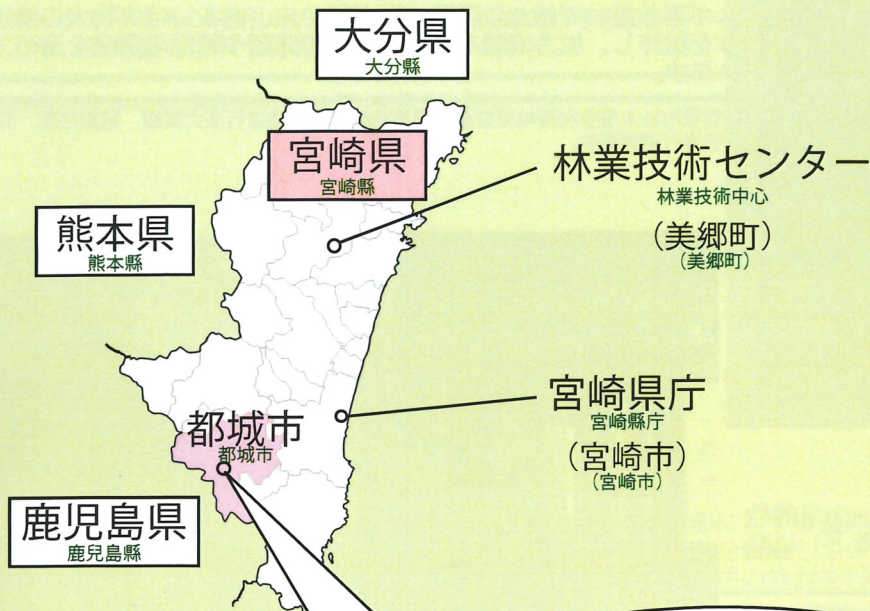 大分県
大分縣
宮崎県
宮崎縣
林業技術センター
林業技術中心
(美郷町)
(美郷町)
熊本県
熊本縣
宮崎県庁
宮崎縣庁
(宮崎市)
(宮崎市)
都城市
都城市
鹿児島県
鹿兒島縣